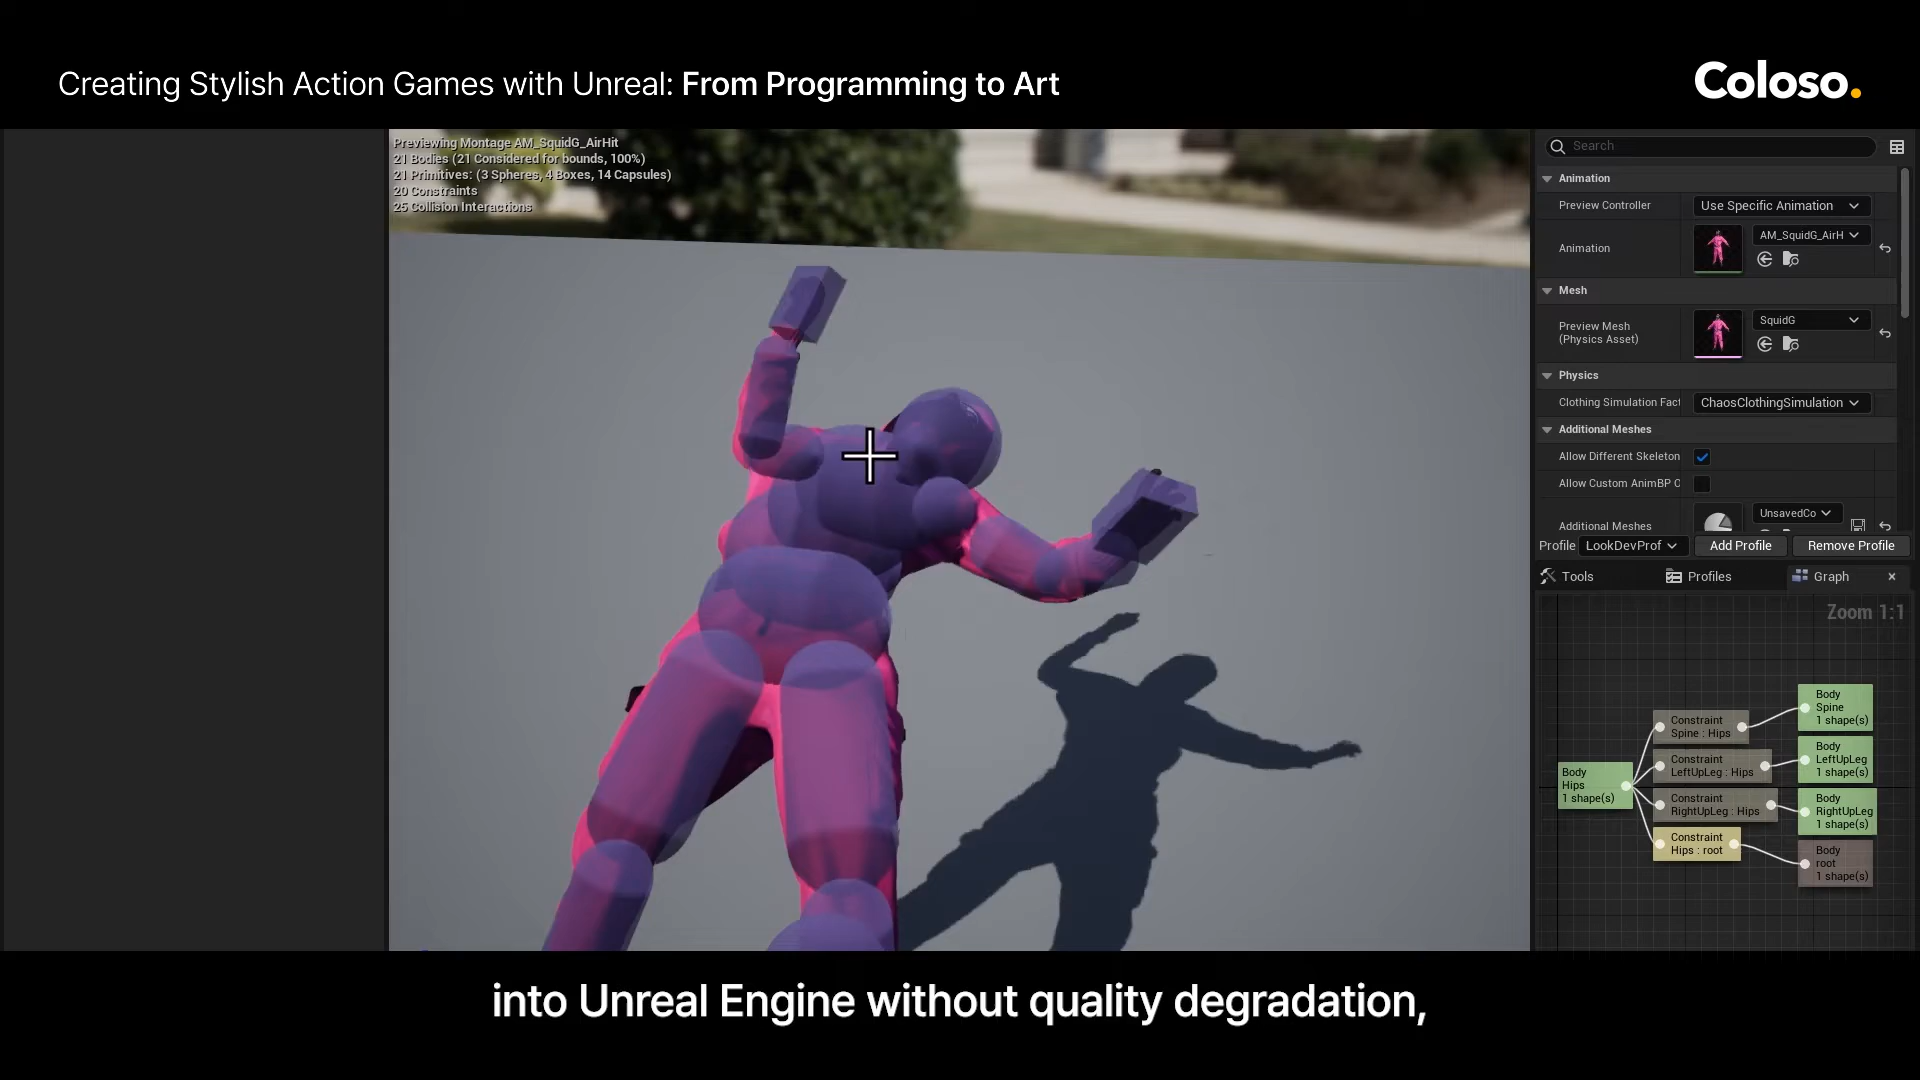 Creating Stylish Action Games with Unreal: From Programming to Art
Coloso.
Previewing Montage AM_SquidG_AirHit
21 Bodies (21 Considered for bounds, 100%)
21 Primitives: (3 Spheres, 4 Boxes, 14 Capsules)
20 Constraints
25 Collision Interactions
Search
Animation
Preview Controller
Use Specific Animation
Animation
AM_SquidG_AirH
Mesh
Preview Mesh
(Physics Asset)
SquidG
Physics
Clothing Simulation Fact
ChaosClothingSimulation
Additional Meshes
Allow Different Skeleton
Allow Custom AnimBP O
Additional Meshes
UnsavedCo
Profile
LookDevProf
Add Profile
Remove Profile
Tools
Profiles
Graph
Zoom 1:1
Body
Hips
1 shape(s)
Constraint
Spine : Hips
Constraint
LeftUpLeg : Hips
Constraint
RightUpLeg : Hips
Constraint
Hips : root
Body
Spine
1 shape(s)
Body
LeftUpLeg
1 shape(s)
Body
RightUpLeg
1 shape(s)
Body
root
1 shape(s)
into Unreal Engine without quality degradation,